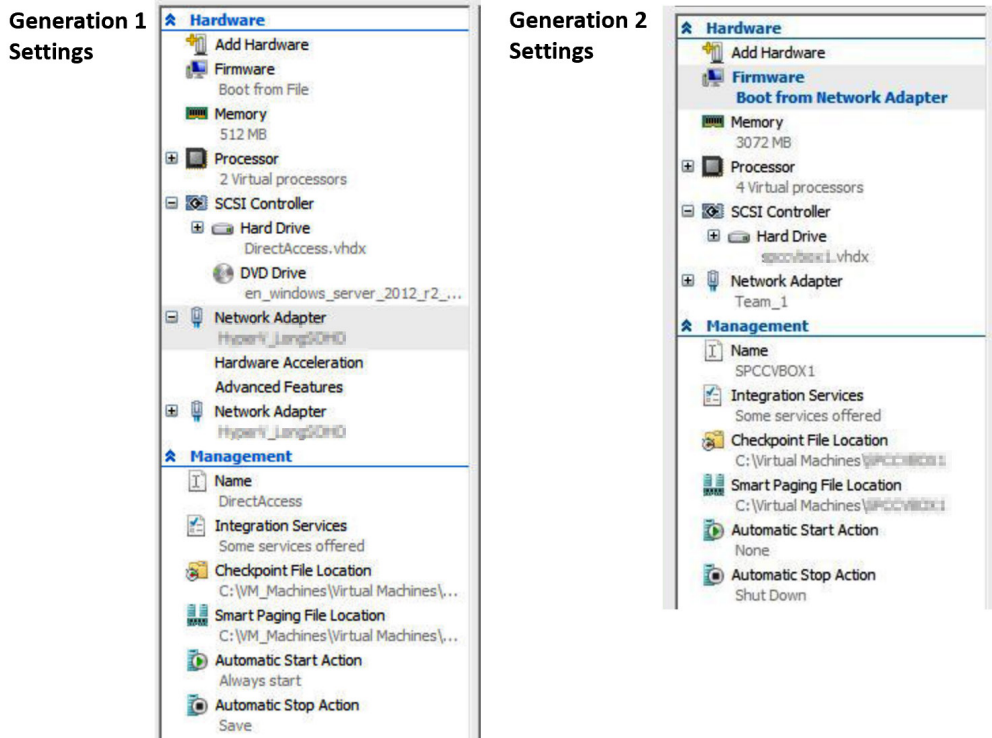 Generation 1
Settings
Hardware
Add Hardware
Firmware
Boot from File
Memory
512 MB
Processor
2 Virtual processors
SCSI Controller
Hard Drive
DirectAccess.vhdx
DVD Drive
en_windows_server_2012_r2_...
Network Adapter
Hardware Acceleration
Advanced Features
Network Adapter
Management
Name
DirectAccess
Integration Services
Some services offered
Checkpoint File Location
C:\VM_Machines\Virtual Machines\...
Smart Paging File Location
C:\VM_Machines\Virtual Machines\...
Automatic Start Action
Always start
Automatic Stop Action
Save
Generation 2
Settings
Hardware
Add Hardware
Firmware
Boot from Network Adapter
Memory
3072 MB
Processor
4 Virtual processors
SCSI Controller
Hard Drive
.vhdx
Network Adapter
Team_1
Management
Name
SPCCVBOX1
Integration Services
Some services offered
Checkpoint File Location
C:\Virtual Machines\
Smart Paging File Location
C:\Virtual Machines\
Automatic Start Action
None
Automatic Stop Action
Shut Down